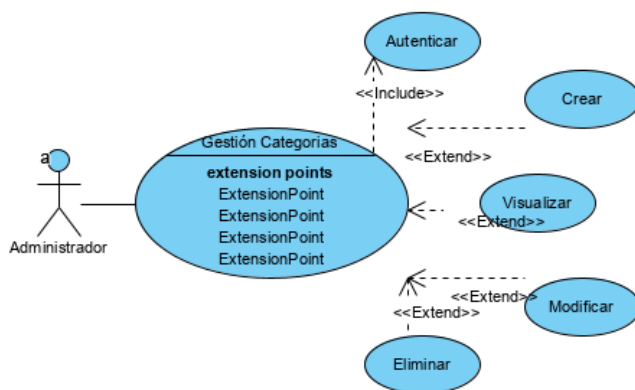 Autenticar
<<Include>>
Crear
Gestión Categorias
<<Extend>>
a
extension points
ExtensionPoint
ExtensionPoint
ExtensionPoint
ExtensionPoint
Visualizar
<<Extend>>
Administrador
<<Extend>>
Modificar
<<Extend>>
Eliminar